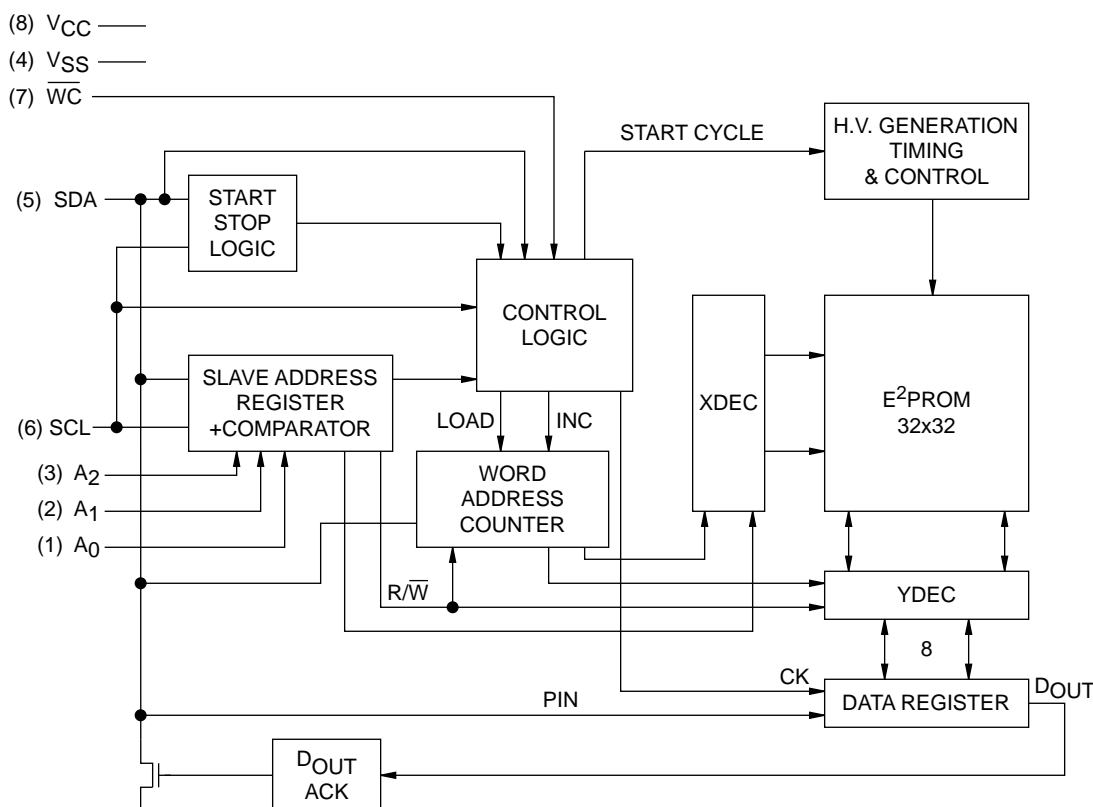 (8) VCC
(4) VSS
(7) W̅C̅
START CYCLE
H.V. GENERATION
TIMING
& CONTROL
(5) SDA
START
STOP
LOGIC
CONTROL
LOGIC
SLAVE ADDRESS
REGISTER
+COMPARATOR
XDEC
E²PROM
32x32
(6) SCL
LOAD
INC
(3) A2
(2) A1
(1) A0
WORD
ADDRESS
COUNTER
R/W̅
YDEC
8
CK
PIN
DATA REGISTER
DOUT
DOUT
ACK